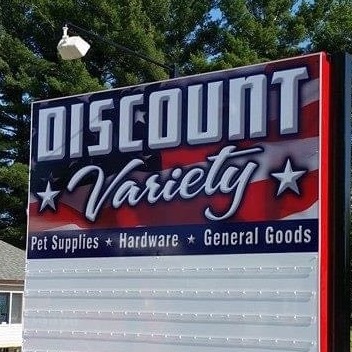 DISCOUNT
Variety
Pet Supplies ★ Hardware ★ General Goods